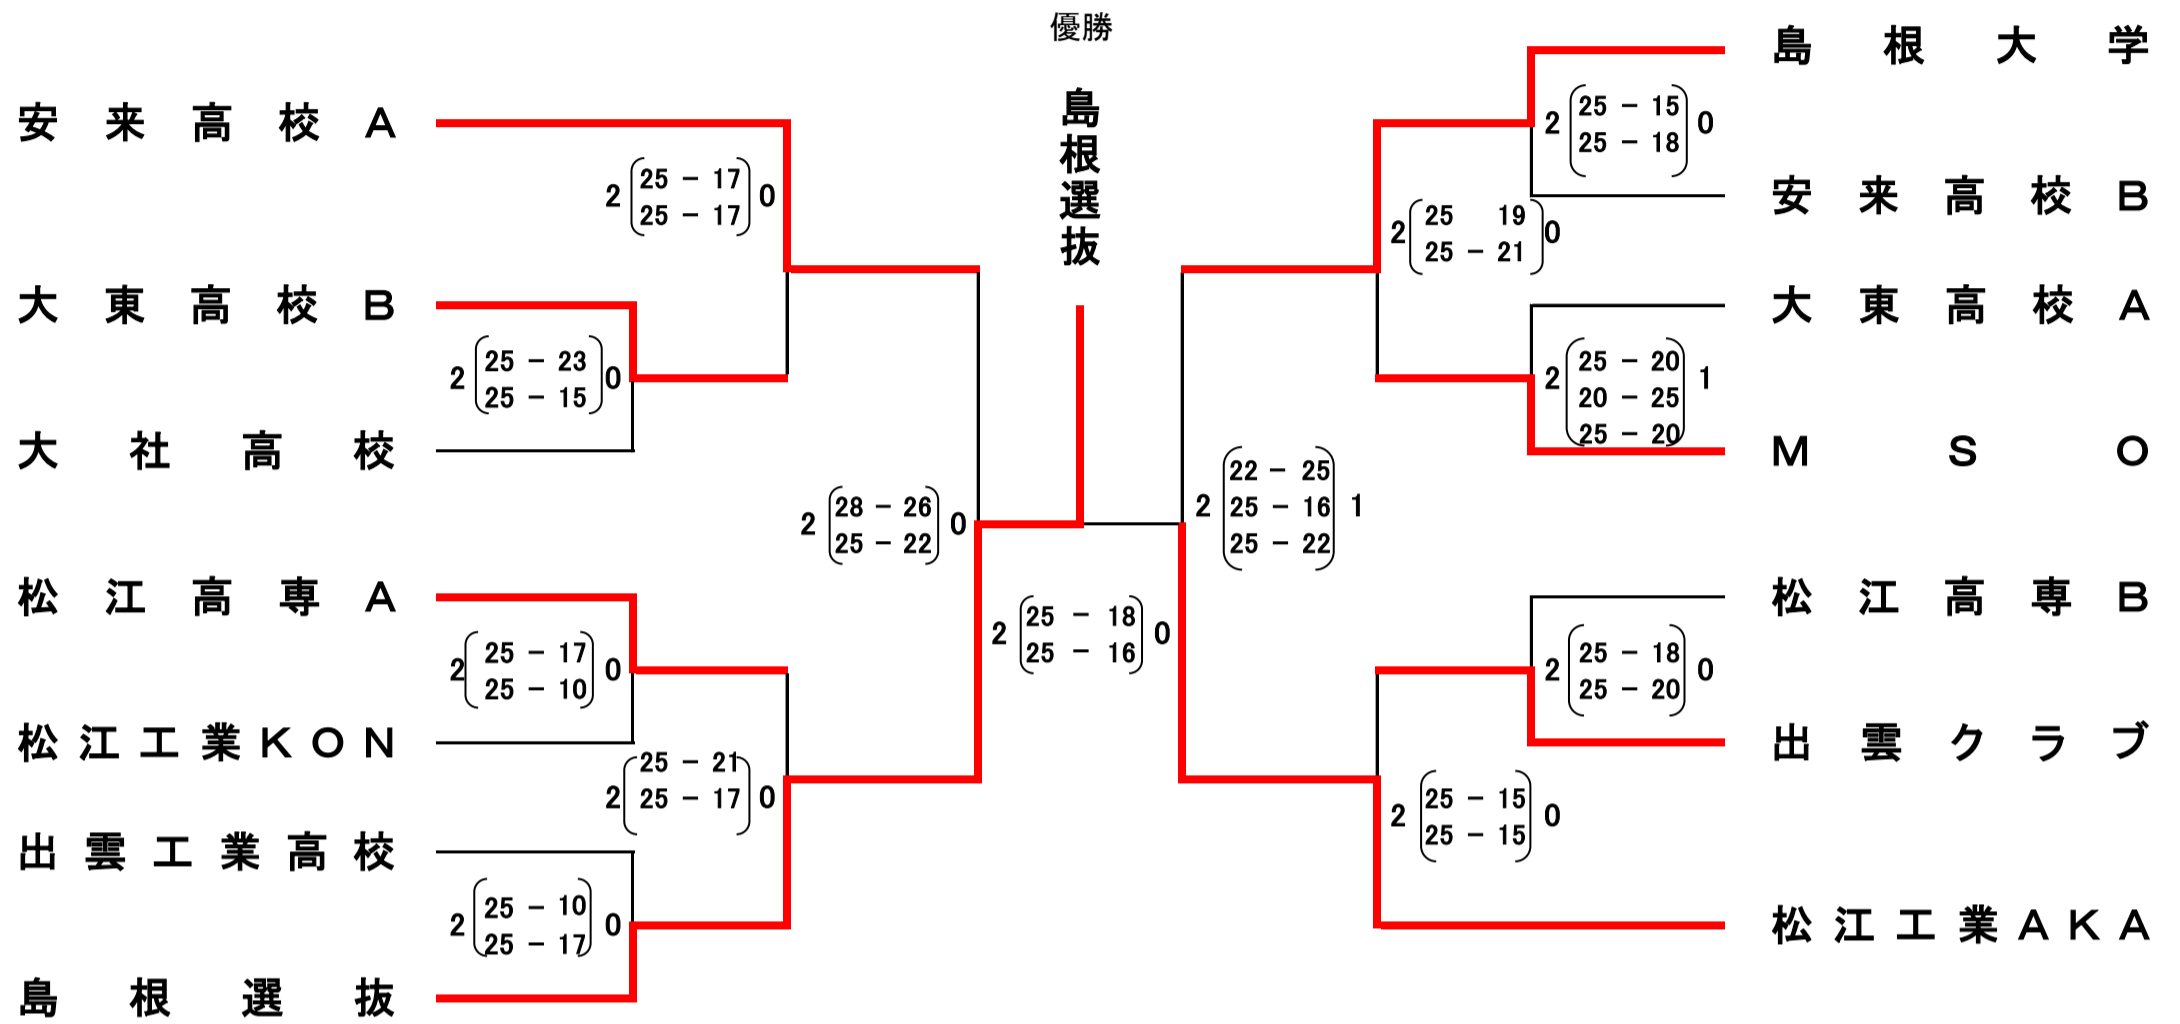 優勝
島根選抜
安来高校A
2 25 - 17 0
25 - 17
大東高校B
2 25 - 23 0
25 - 15
大社高校
2 28 - 26 0
25 - 22
松江高専A
2 25 - 17 0
25 - 10
松江工業KON
25 - 21
2 25 - 17 0
出雲工業高校
2 25 - 10 0
25 - 17
島根選抜
2 25 - 18 0
25 - 16
島根大学
2 25 - 15 0
25 - 18
安来高校B
2 25 19 0
25 - 21
大東高校A
25 - 20
2 20 - 25 1
25 - 20
MSO
22 - 25
2 25 - 16 1
25 - 22
松江高専B
2 25 - 18 0
25 - 20
出雲クラブ
2 25 - 15 0
25 - 15
松江工業AKA